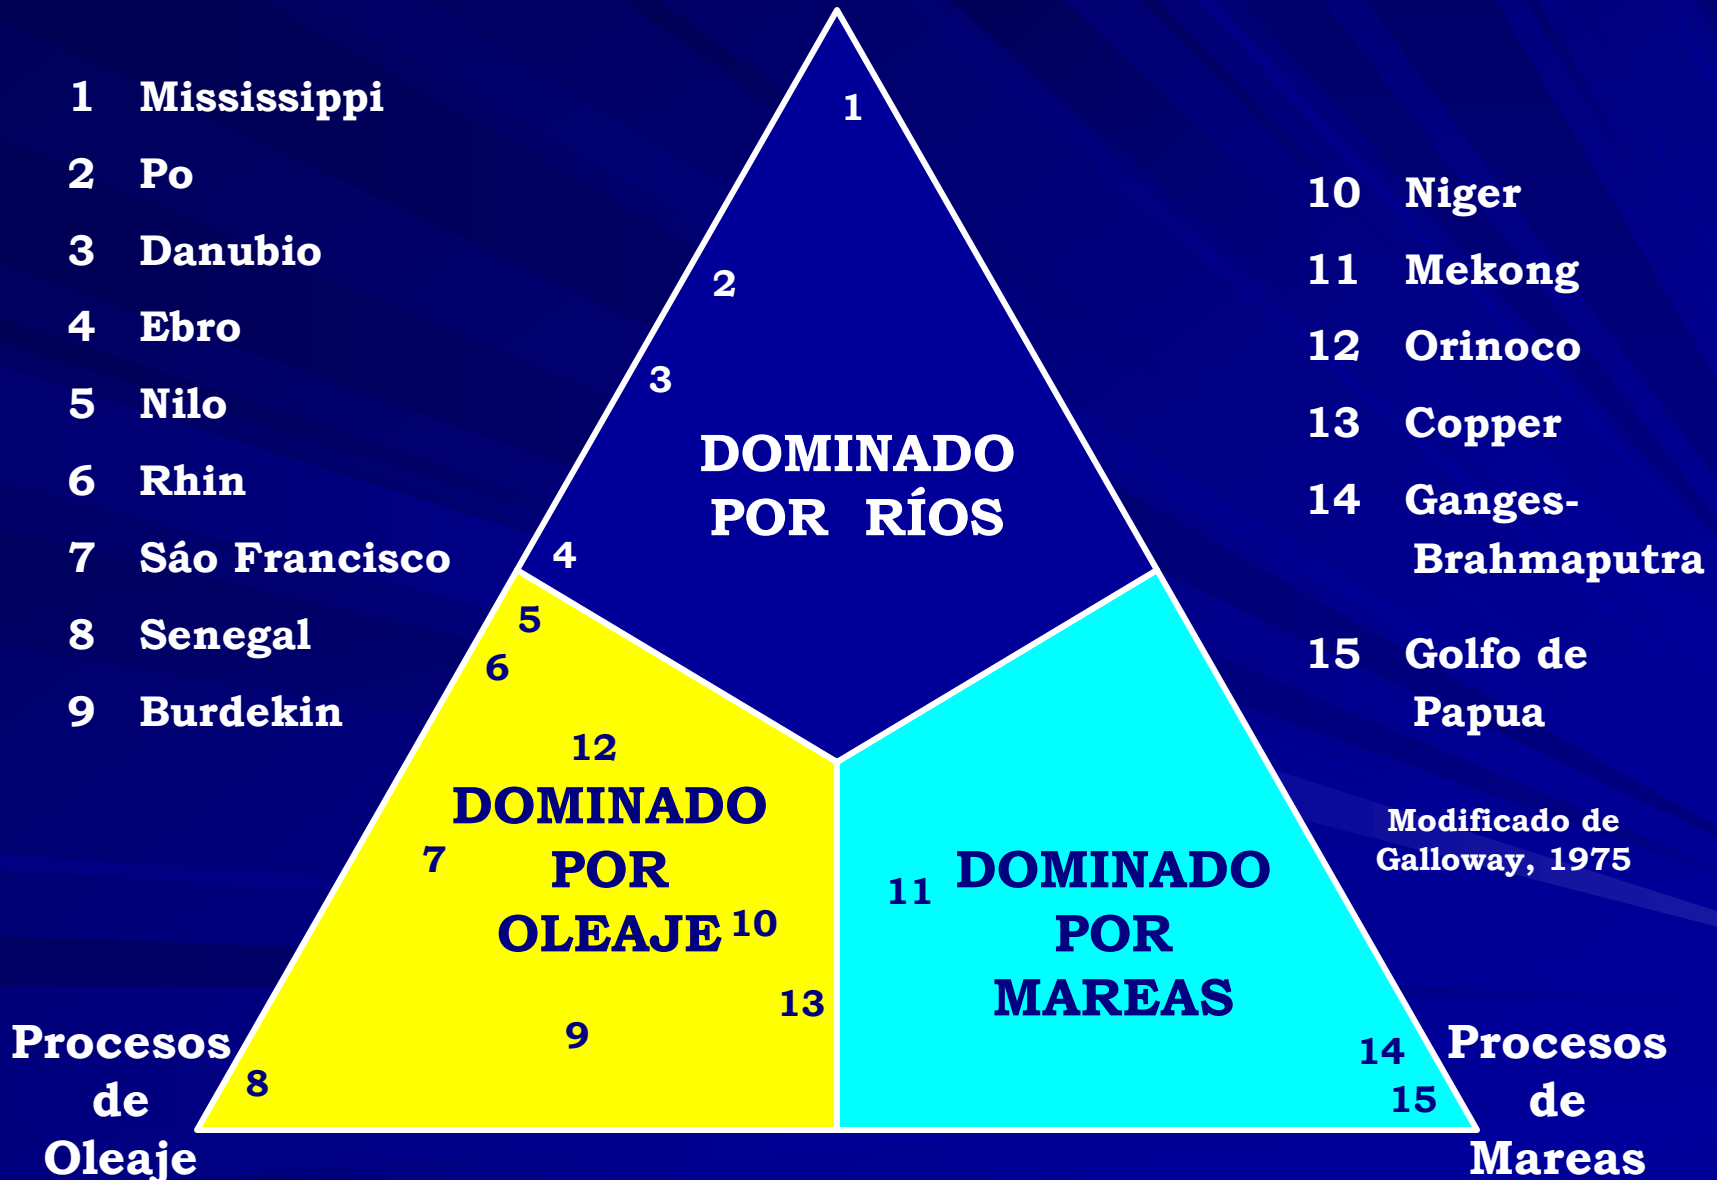 1 Mississippi
2 Po
3 Danubio
4 Ebro
5 Nilo
6 Rhin
7 Sáo Francisco
8 Senegal
9 Burdekin
1
2
3
DOMINADO
POR RÍOS
4
5
6
12
DOMINADO
POR
OLEAJE
7
10
13
9
8
11
DOMINADO
POR
MAREAS
14
15
10 Niger
11 Mekong
12 Orinoco
13 Copper
14 Ganges-
Brahmaputra
15 Golfo de
Papua
Modificado de
Galloway, 1975
Procesos
de
Oleaje
Procesos
de
Mareas